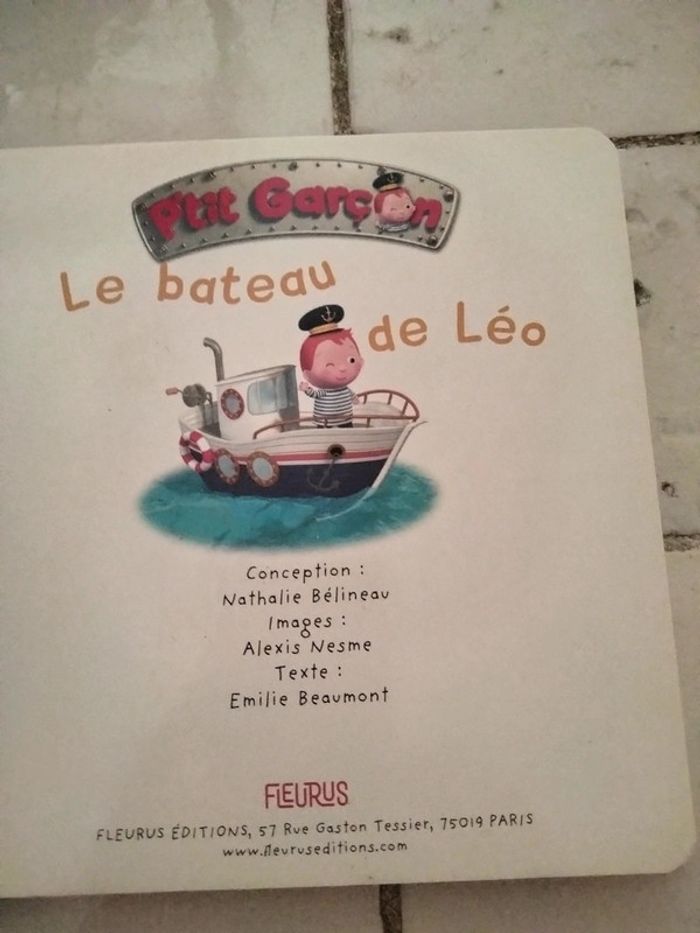 P'tit Garçon
Le bateau
de Léo
Conception :
Nathalie Bélineau
Images :
Alexis Nesme
Texte :
Emilie Beaumont
FLEURUS
FLEURUS ÉDITIONS, 57 Rue Gaston Tessier, 75019 PARIS
www.fleuruseditions.com